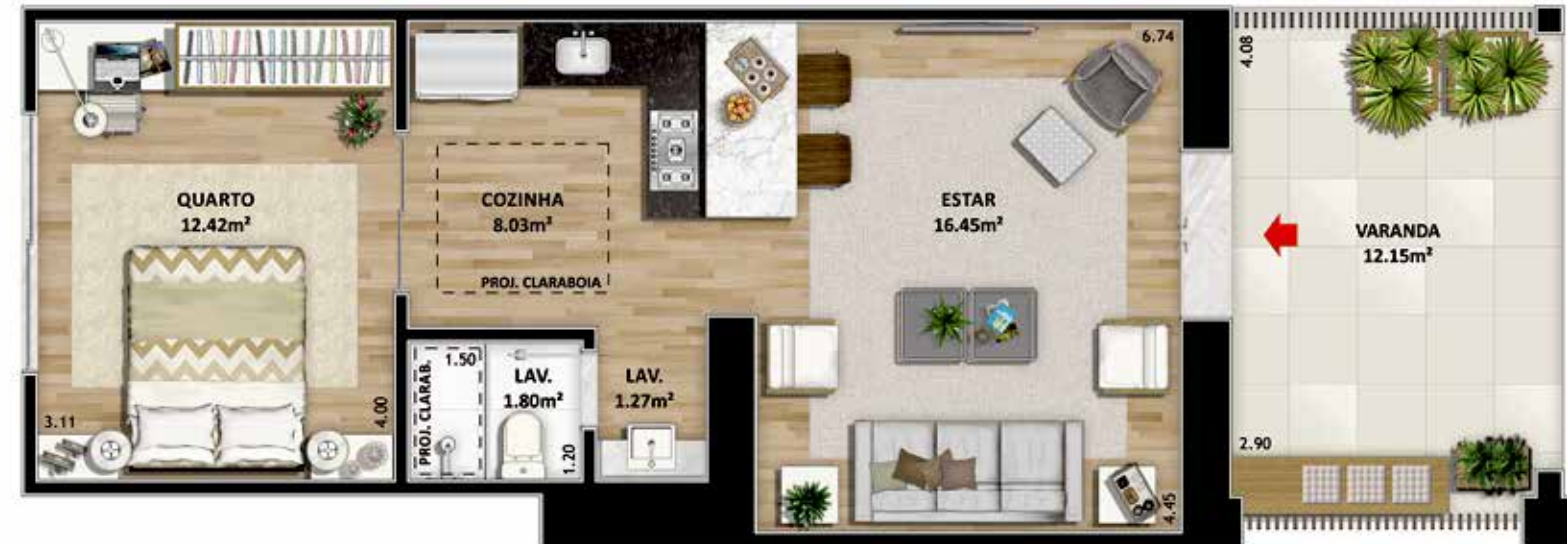 QUARTO
12.42m²
3.11
4.00
COZINHA
8.03m²
PROJ. CLARABOIA
PROJ. CLARAB.
1.50
LAV.
1.80m²
1.20
LAV.
1.27m²
6.74
ESTAR
16.45m²
4.45
4.08
VARANDA
12.15m²
2.90